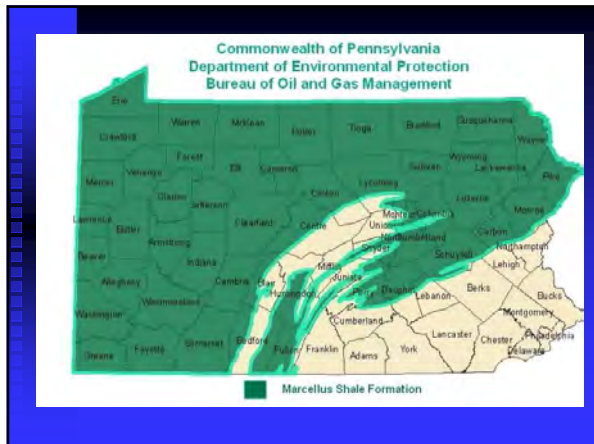 Commonwealth of Pennsylvania
Department of Environmental Protection
Bureau of Oil and Gas Management
Erie
Warren
McKean
Potter
Tioga
Bradford
Susquehanna
Wayne
Crawford
Forest
Wyoming
Lackawanna
Pike
Mercer
Venango
Elk
Cameron
Sullivan
Clarion
Jefferson
Clinton
Lycoming
Luzerne
Monroe
Lawrence
Butler
Clearfield
Centre
Union
Montour
Columbia
Carbon
Armstrong
Northumberland
Snyder
Schuylkill
Northampton
Lehigh
Beaver
Indiana
Mifflin
Juniata
Allegheny
Cambria
Blair
Huntingdon
Perry
Dauphin
Lebanon
Berks
Bucks
Westmoreland
Cumberland
Montgomery
Washington
Lancaster
Philadelphia
Somerset
Bedford
Fulton
Franklin
Adams
York
Chester
Delaware
Greene
Fayette
Marcellus Shale Formation